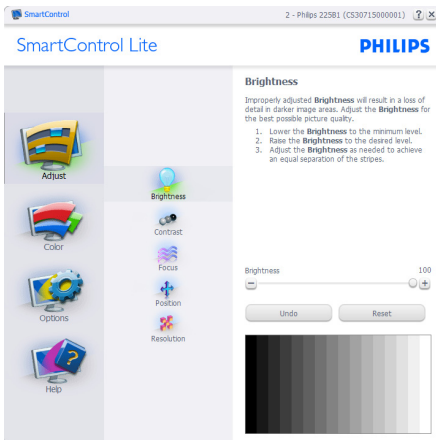 SmartControl
2 - Philips 225B1 (CS30715000001)
?
X
SmartControl Lite
PHILIPS
Adjust
Color
Options
Help
Brightness
Contrast
Focus
Position
Resolution
Brightness
Improperly adjusted Brightness will result in a loss of
detail in darker image areas. Adjust the Brightness for
the best possible picture quality.
1. Lower the Brightness to the minimum level.
2. Rase the Brightness to the desired level.
3. Adjust the Brightness as needed to achieve
an equal separation of the stripes.
Brightness 100
Undo
Reset